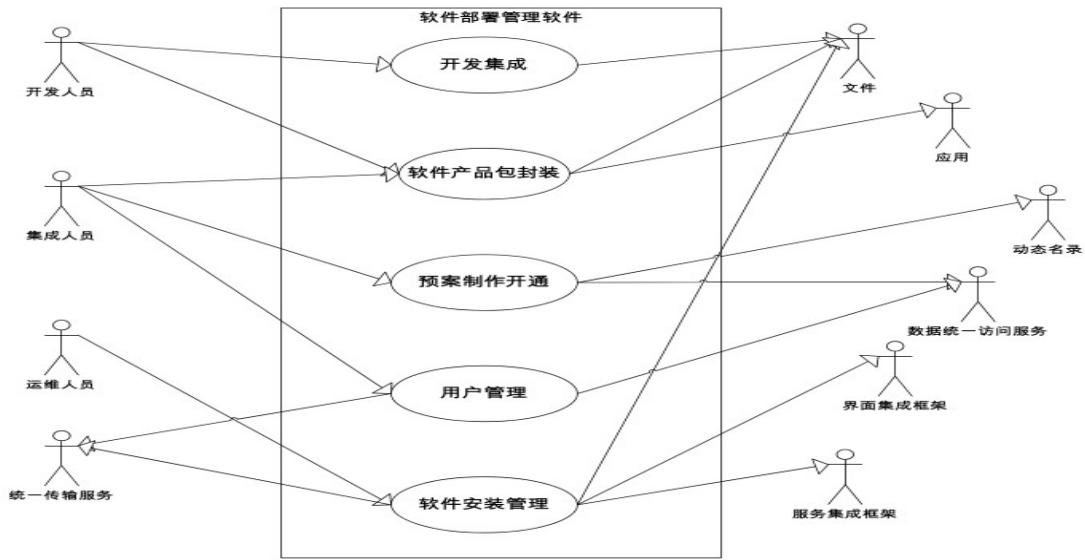 软件部署管理软件
开发人员
开发集成
文件
应用
软件产品包封装
集成人员
动态名录
预案制作开通
数据统一访问服务
运维人员
用户管理
界面集成框架
统一传输服务
软件安装管理
服务集成框架